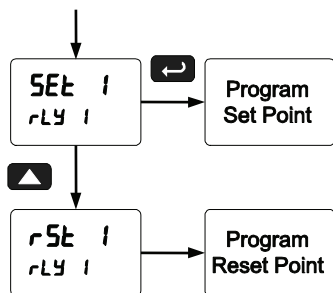 SEt 1
rLY 1
Program
Set Point
rSt 1
rLY 1
Program
Reset Point